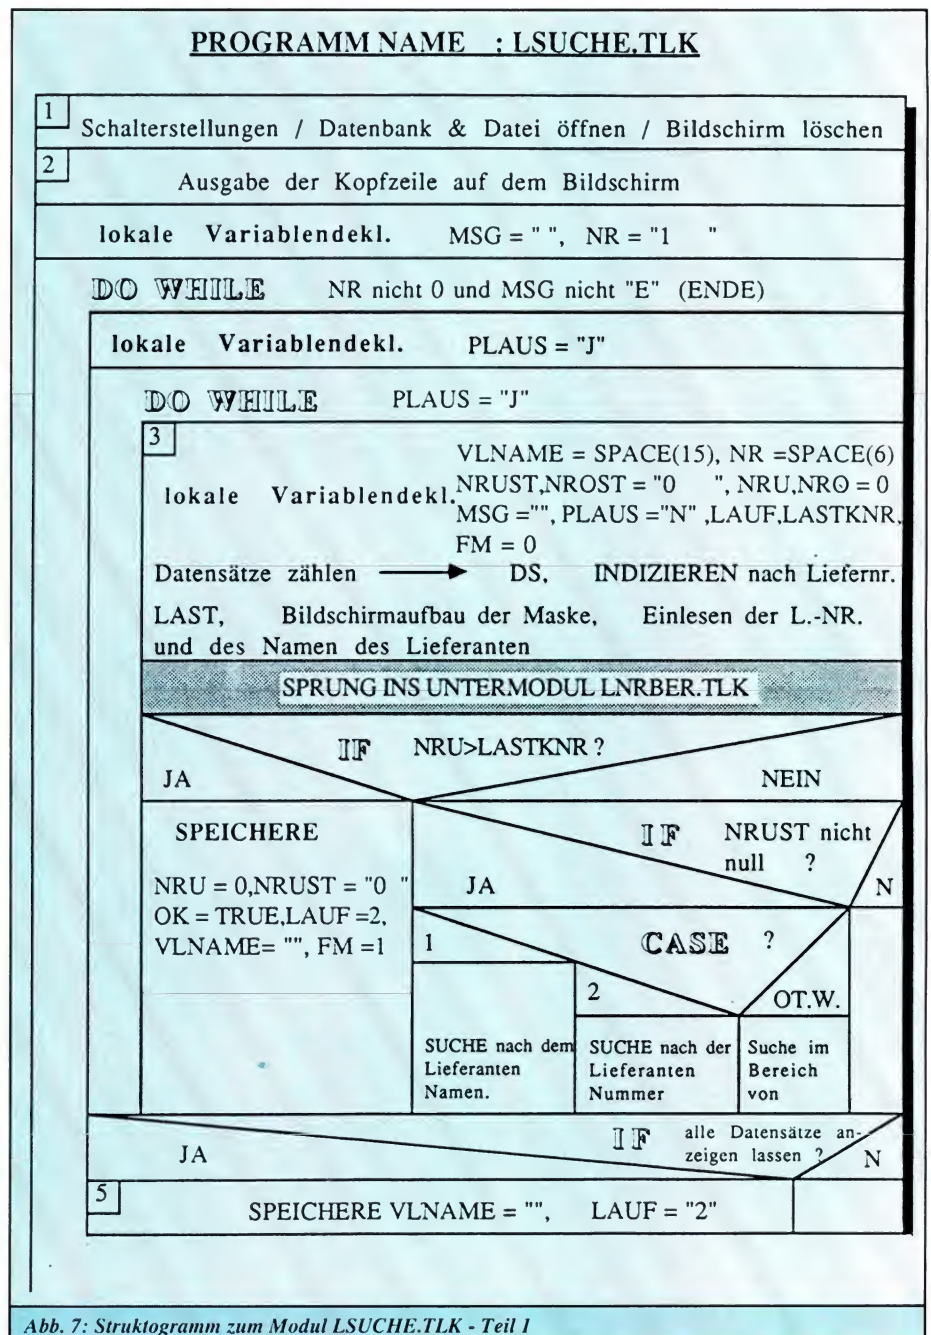 PROGRAMM NAME : LSUCHE.TLK
1
Schalterstellungen / Datenbank & Datei öffnen / Bildschirm löschen
2
Ausgabe der Kopfzeile auf dem Bildschirm
lokale Variablendekl. MSG = " ", NR = "1 "
DO WHILE NR nicht 0 und MSG nicht "E" (ENDE)
lokale Variablendekl. PLAUS = "J"
DO WHILE PLAUS = "J"
3
VLNAME = SPACE(15), NR =SPACE(6)
lokale Variablendekl. NRUST,NROST = "0 ", NRU,NRO = 0
MSG ="", PLAUS ="N" ,LAUF,LASTKNR,
FM = 0
Datensätze zählen DS, INDIZIEREN nach Liefernr.
LAST, Bildschirmaufbau der Maske, Einlesen der L.-NR.
und des Namen des Lieferanten
SPRUNG INS UNTERMODUL LNRBER.TLK
IF NRU>LASTKNR ?
JA NEIN
SPEICHERE
NRU = 0,NRUST = "0 "
OK = TRUE,LAUF =2,
VLNAME= "", FM =1
IF NRUST nicht
null ?
JA N
CASE ?
1
2
OT.W.
SUCHE nach dem
Lieferanten
Namen.
SUCHE nach der
Lieferanten
Nummer
Suche im
Bereich
von
IF alle Datensätze an-
zeigen lassen ?
JA N
5
SPEICHERE VLNAME = "", LAUF = "2"
Abb. 7: Struktogramm zum Modul LSUCHE.TLK - Teil 1